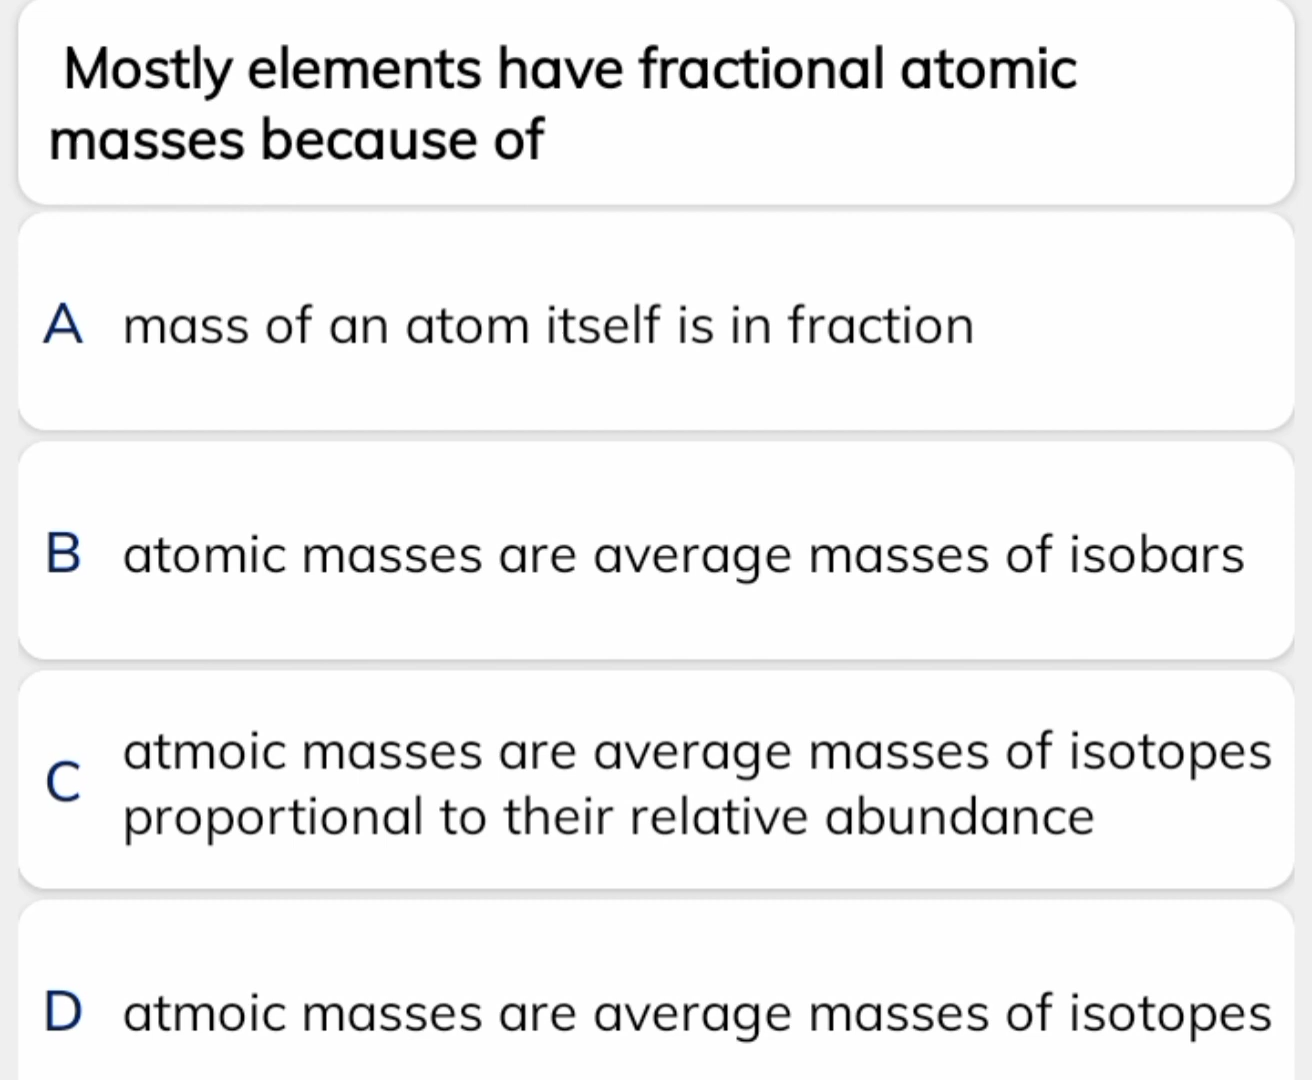 Mostly elements have fractional atomic
masses because of
A mass of an atom itself is in fraction
B atomic masses are average masses of isobars
C atmoic masses are average masses of isotopes
proportional to their relative abundance
D atmoic masses are average masses of isotopes